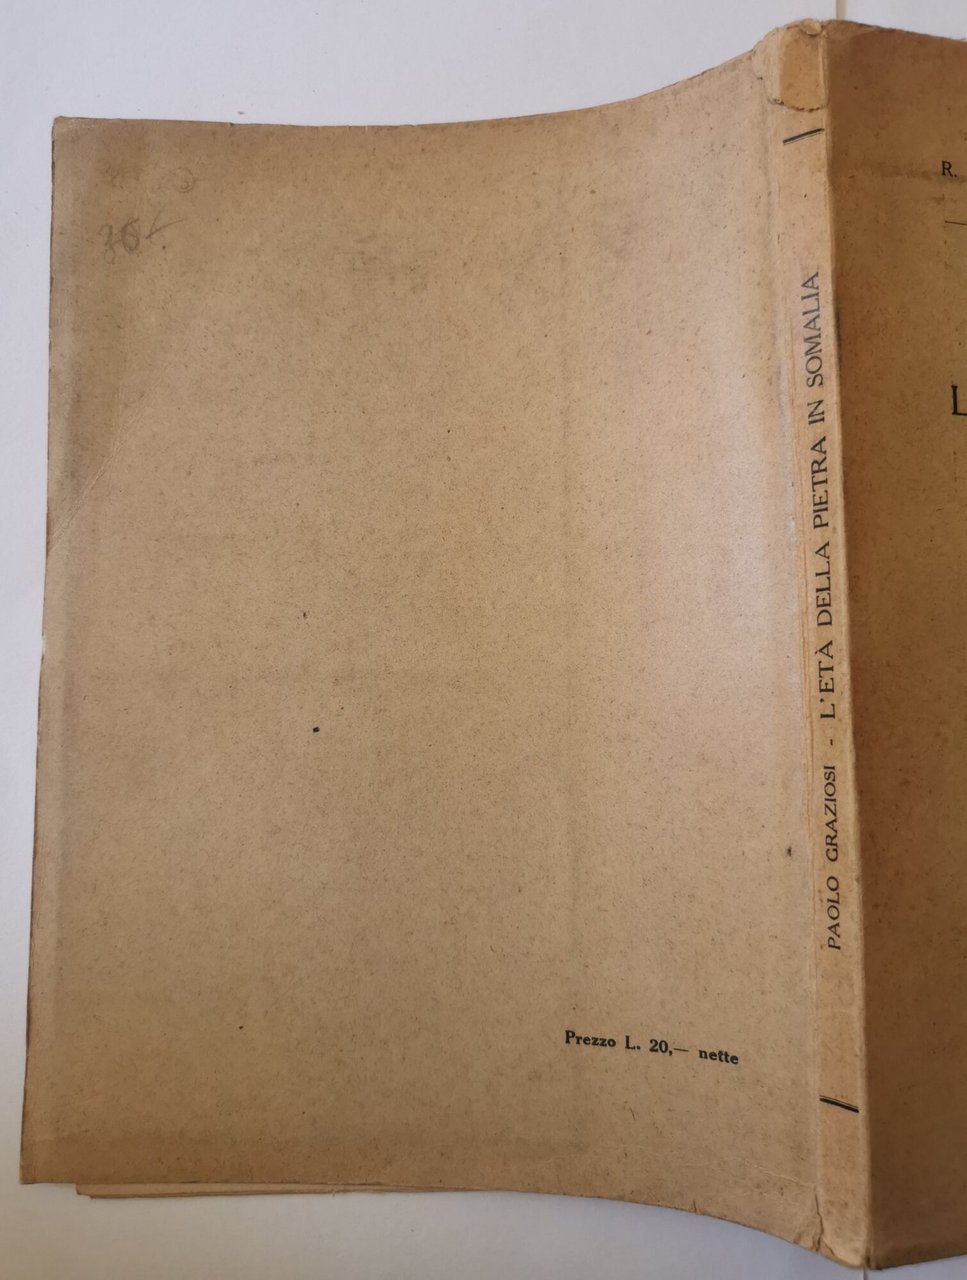 PAOLO GRAZIOSI - L'ETÀ DELLA PIETRA IN SOMALIA
Prezzo L. 20,— nette
R.
L